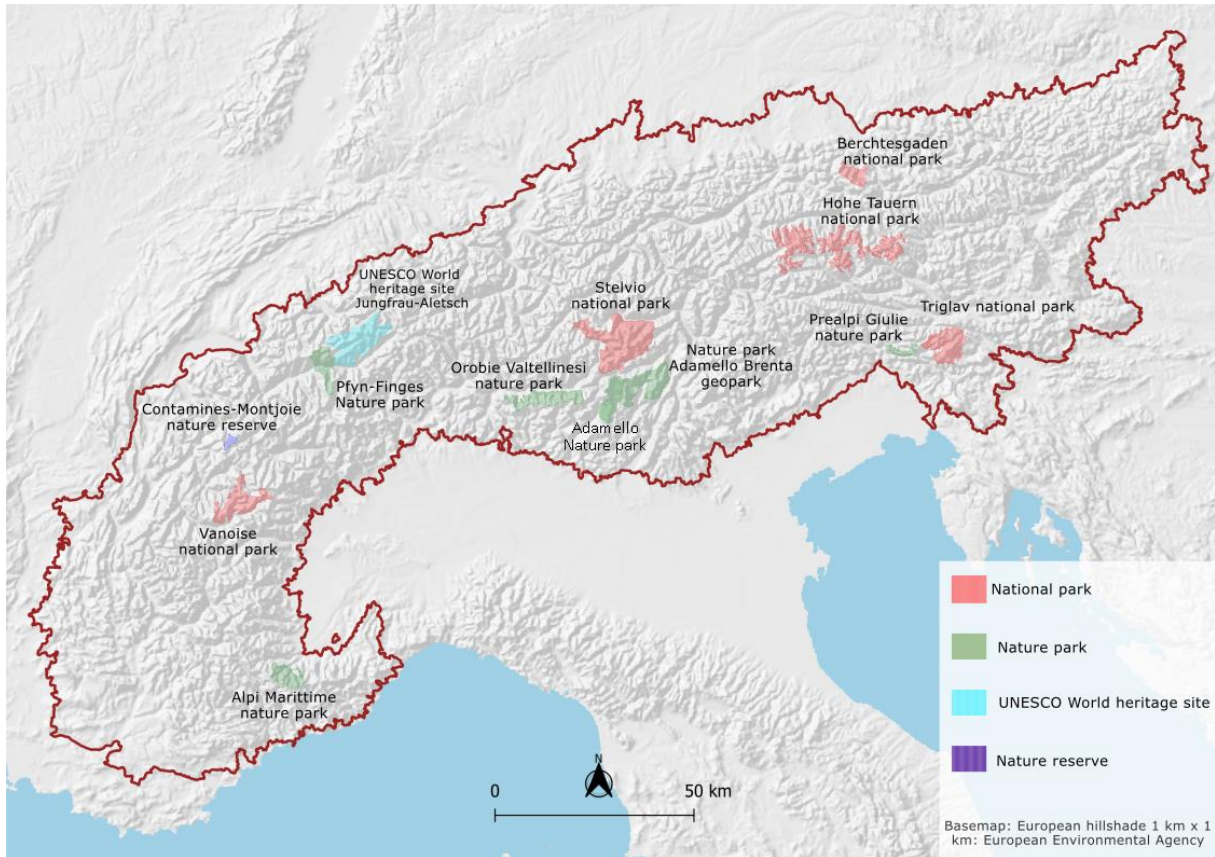 Berchtesgaden
national park
Hohe Tauern
national park
UNESCO World
heritage site
Jungfrau-Aletsch
Stelvio
national park
Triglav national park
Prealpi Giulie
nature park
Nature park
Adamello Brenta
geopark
Orobie Valtellinesi
nature park
Pfyn-Finges
Nature park
Contamines-Montjoie
nature reserve
Adamello
Nature park
Vanoise
national park
Alpi Marittime
nature park
National park
Nature park
UNESCO World heritage site
Nature reserve
N
0 50 km
Basemap: European hillshade 1 km x 1
km: European Environmental Agency